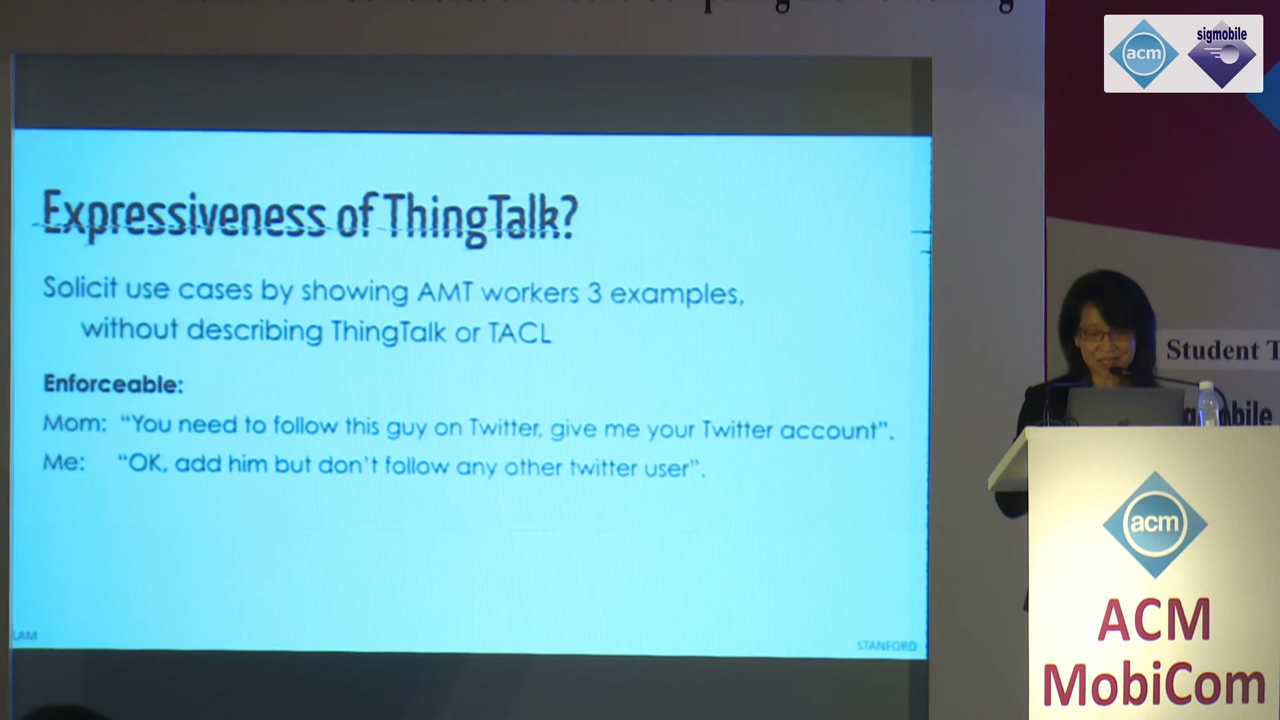 acm
sigmobile
Expressiveness of ThingTalk?
Solicit use cases by showing AMT workers 3 examples,
without describing ThingTalk or TACL
Enforceable:
Mom: “You need to follow this guy on Twitter, give me your Twitter account”.
Me: “OK, add him but don't follow any other twitter user”.
LAM
STANFORD
Student T
acm
ACM
MobiCom